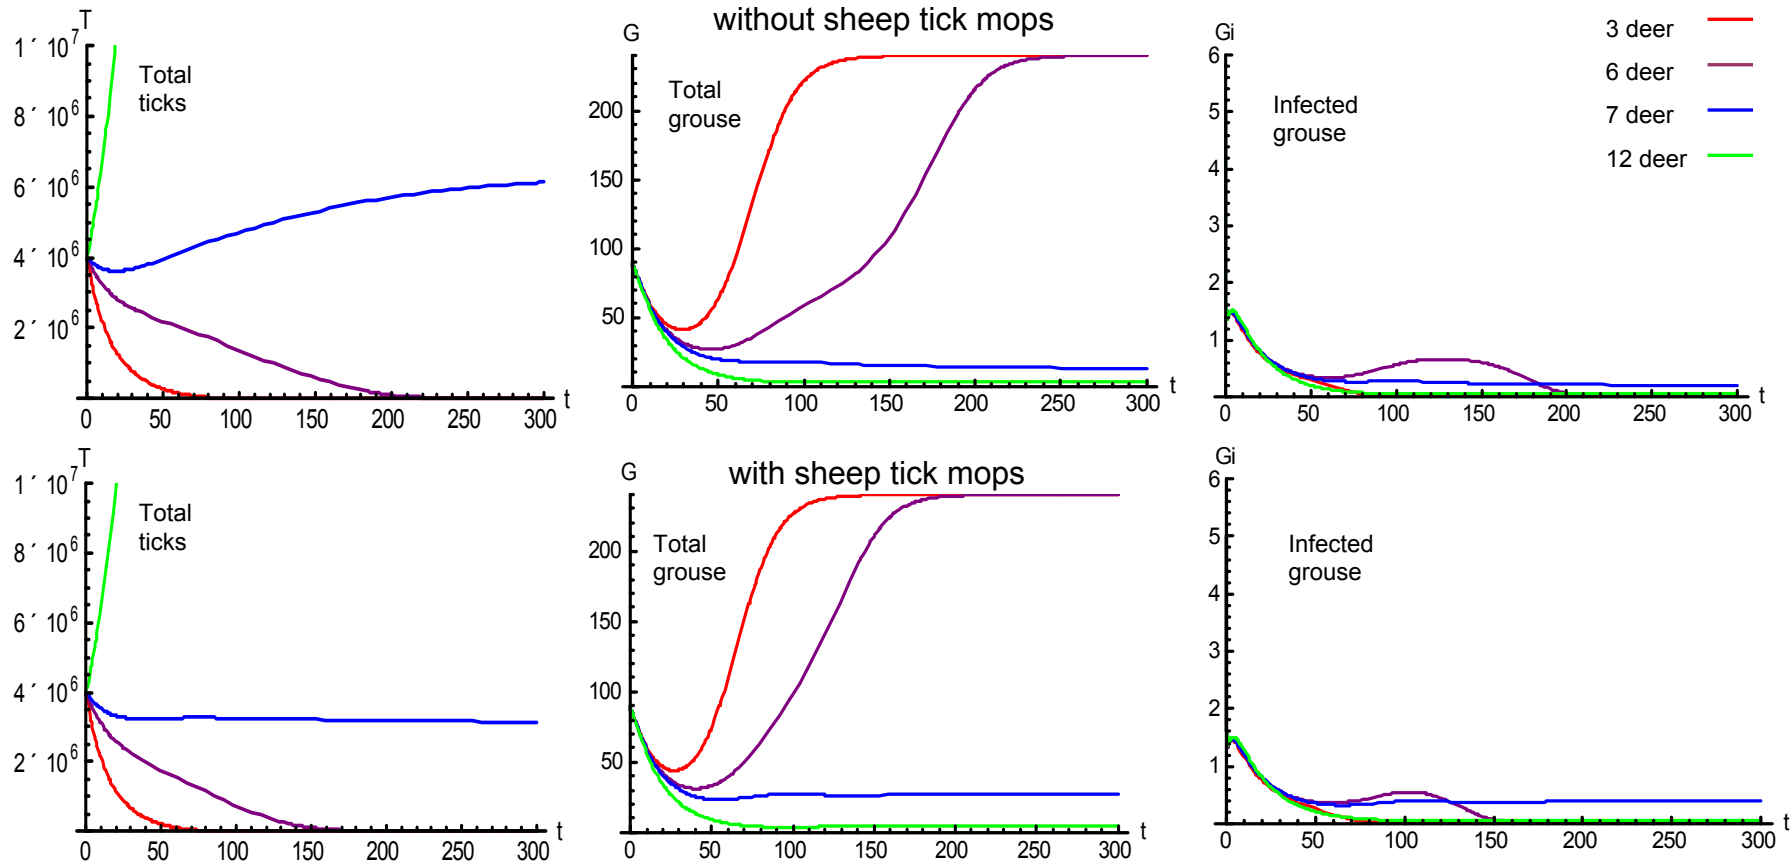 without sheep tick mops
T
1´ 10^7
8´ 10^6
6´ 10^6
4´ 10^6
2´ 10^6
Total
ticks
0 50 100 150 200 250 300 t
G
200
150
100
50
0
Total
grouse
0 50 100 150 200 250 300 t
Gi
6
5
4
3
2
1
Infected
grouse
0 50 100 150 200 250 300 t
3 deer
6 deer
7 deer
12 deer
with sheep tick mops
T
1´ 10^7
8´ 10^6
6´ 10^6
4´ 10^6
2´ 10^6
Total
ticks
0 50 100 150 200 250 300 t
G
200
150
100
50
0
Total
grouse
0 50 100 150 200 250 300 t
Gi
6
5
4
3
2
1
Infected
grouse
0 50 100 150 200 250 300 t